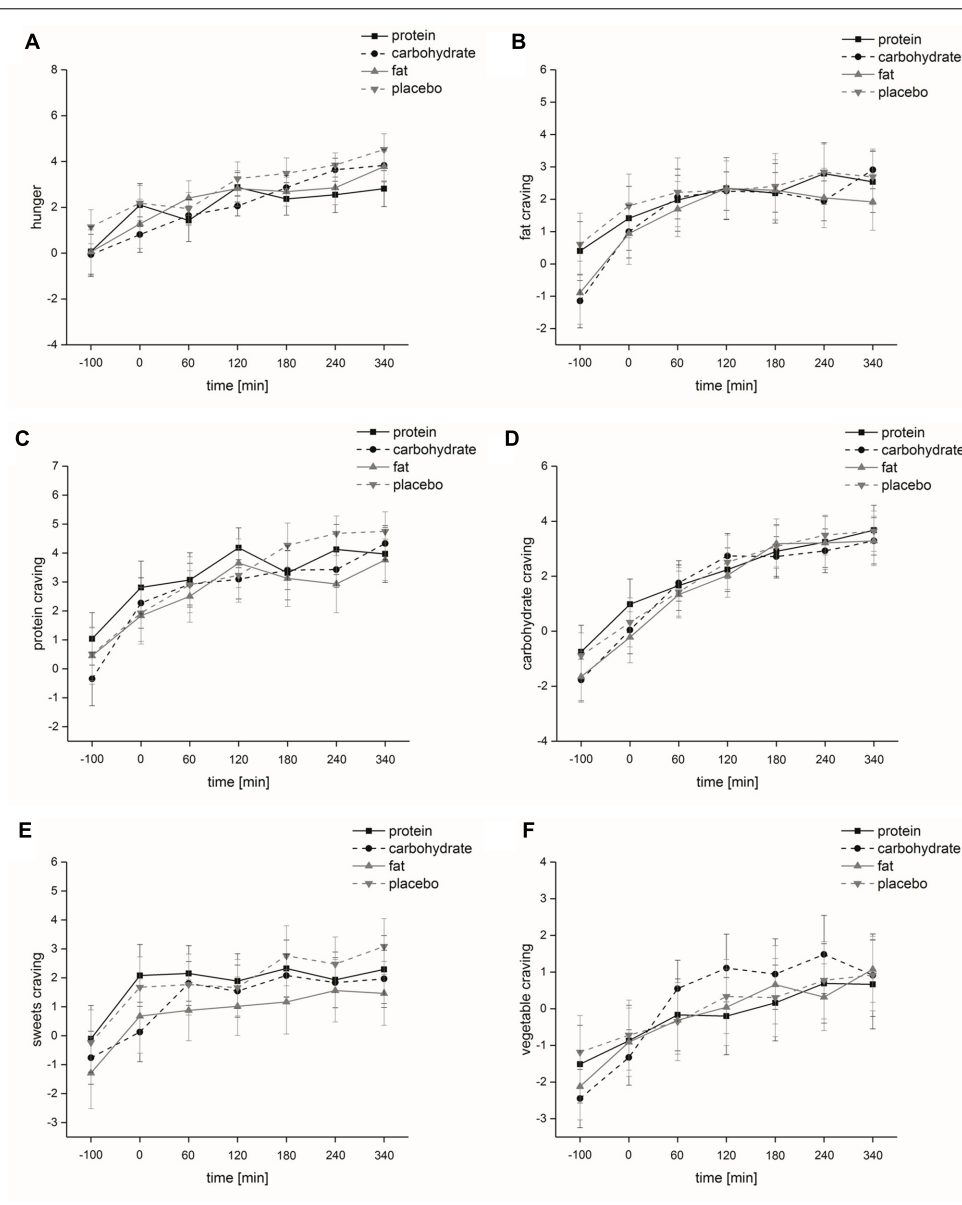 A
protein
carbohydrate
fat
placebo
8
6
4
2
0
-2
-4
hunger
-100 0 60 120 180 240 340
time [min]
B
protein
carbohydrate
fat
placebo
6
5
4
3
2
1
0
-1
-2
fat craving
-100 0 60 120 180 240 340
time [min]
C
protein
carbohydrate
fat
placebo
7
6
5
4
3
2
1
0
-1
-2
protein craving
-100 0 60 120 180 240 340
time [min]
D
protein
carbohydrate
fat
placebo
6
4
2
0
-2
-4
carbohydrate craving
-100 0 60 120 180 240 340
time [min]
E
protein
carbohydrate
fat
placebo
6
5
4
3
2
1
0
-1
-2
-3
sweets craving
-100 0 60 120 180 240 340
time [min]
F
protein
carbohydrate
fat
placebo
4
3
2
1
0
-1
-2
-3
vegetable craving
-100 0 60 120 180 240 340
time [min]